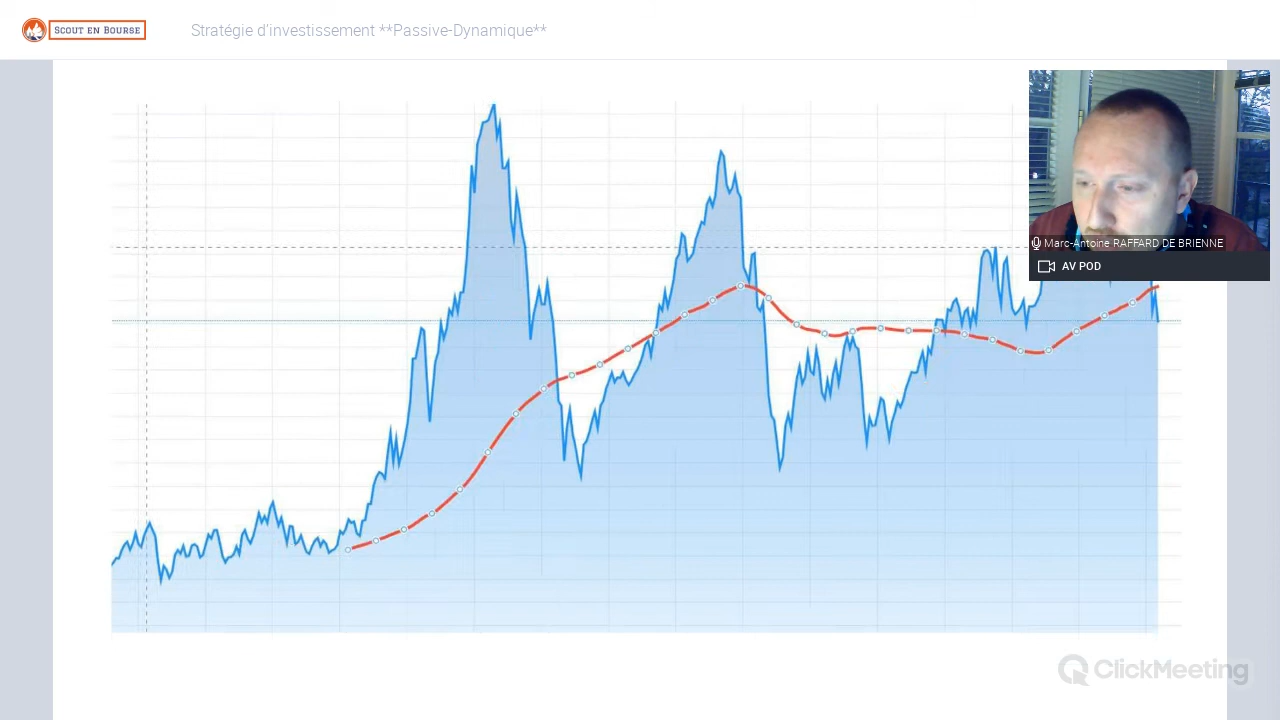 SCOUT EN BOURSE
Stratégie d'investissement **Passive-Dynamique**
Marc-Antoine RAFFARD DE BRIENNE
AV POD
ClickMeeting